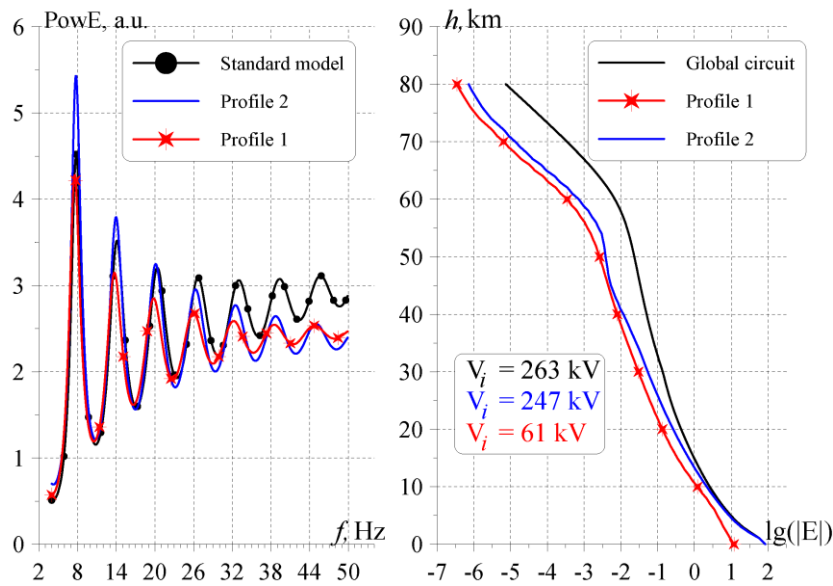 PowE, a.u.
6
5
4
3
2
1
0
Standard model
Profile 2
Profile 1
f, Hz
2 8 14 20 26 32 38 44 50
h, km
90
80
70
60
50
40
30
20
10
0
Global circuit
Profile 1
Profile 2
V_i = 263 kV
V_i = 247 kV
V_i = 61 kV
lg(|E|)
-7 -6 -5 -4 -3 -2 -1 0 1 2